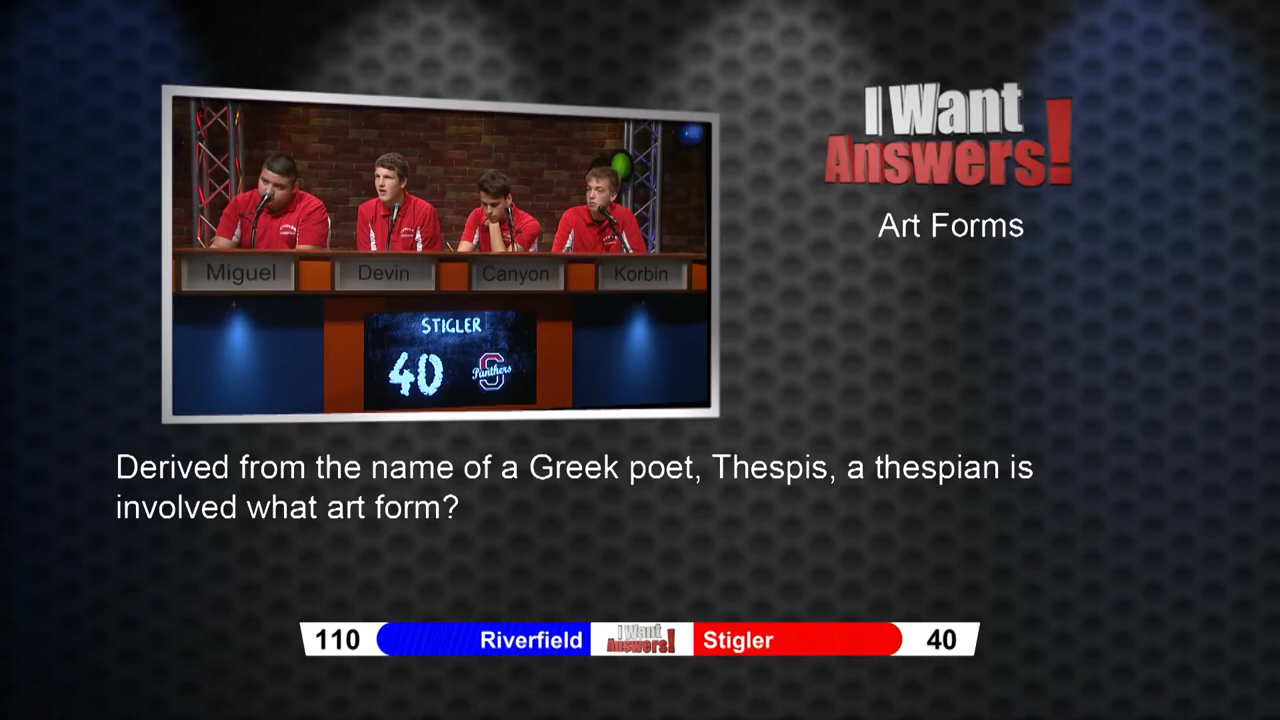 I Want
Answers!
Art Forms
Miguel
Devin
Canyon
Korbin
STIGLER
40
S
Panthers
Derived from the name of a Greek poet, Thespis, a thespian is
involved what art form?
110
Riverfield
I Want
Answers!
Stigler
40